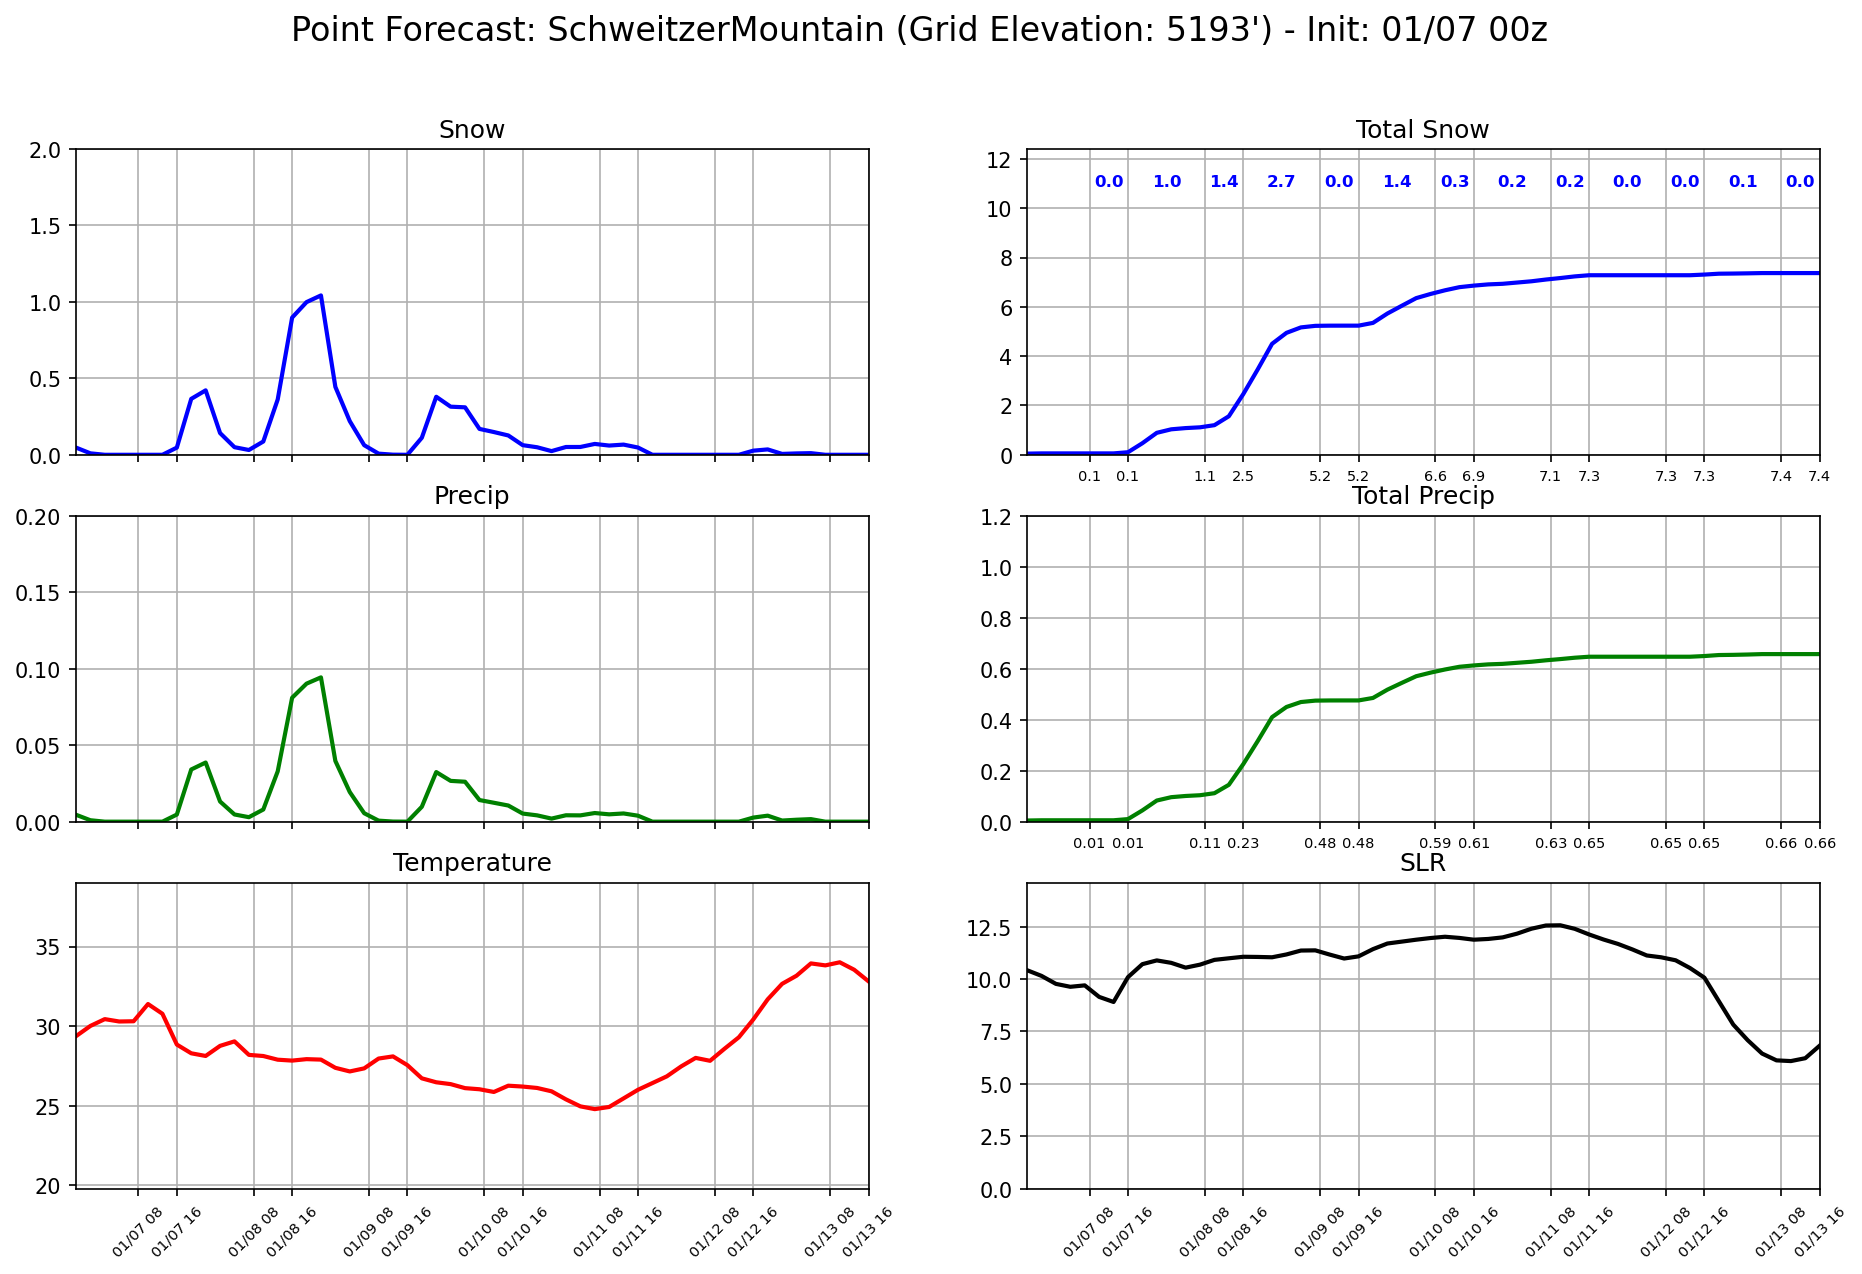 Point Forecast: SchweitzerMountain (Grid Elevation: 5193') - Init: 01/07 00z
Snow
2.0
1.5
1.0
0.5
0.0
Total Snow
12
10
8
6
4
2
0
0.0 1.0 1.4 2.7 0.0 1.4 0.3 0.2 0.2 0.0 0.0 0.1 0.0
0.1 0.1 1.1 2.5 5.2 5.2 6.6 6.9 7.1 7.3 7.3 7.3 7.4 7.4
Precip
0.20
0.15
0.10
0.05
0.00
Total Precip
1.2
1.0
0.8
0.6
0.4
0.2
0.0
0.01 0.01 0.11 0.23 0.48 0.48 0.59 0.61 0.63 0.65 0.65 0.65 0.66 0.66
Temperature
35
30
25
20
01/07 08 01/07 16 01/08 08 01/08 16 01/09 08 01/09 16 01/10 08 01/10 16 01/11 08 01/11 16 01/12 08 01/12 16 01/13 08 01/13 16
SLR
12.5
10.0
7.5
5.0
2.5
0.0
01/07 08 01/07 16 01/08 08 01/08 16 01/09 08 01/09 16 01/10 08 01/10 16 01/11 08 01/11 16 01/12 08 01/12 16 01/13 08 01/13 16